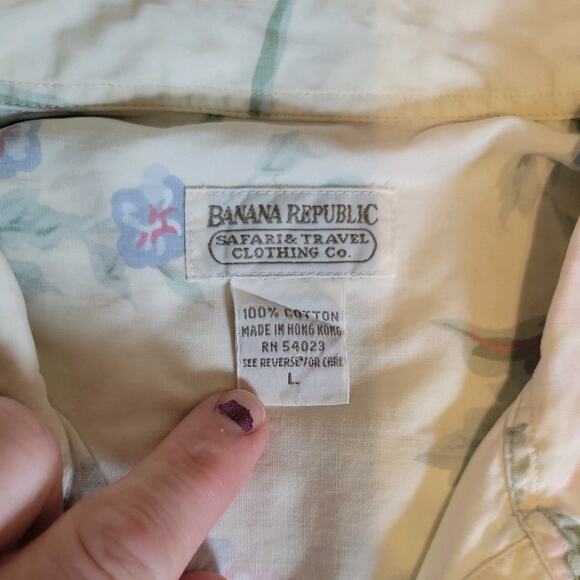 BANANA REPUBLIC
SAFARI & TRAVEL
CLOTHING Co.
100% COTTON
MADE IN HONG KONG
RN 54023
SEE REVERSE FOR CARE
L